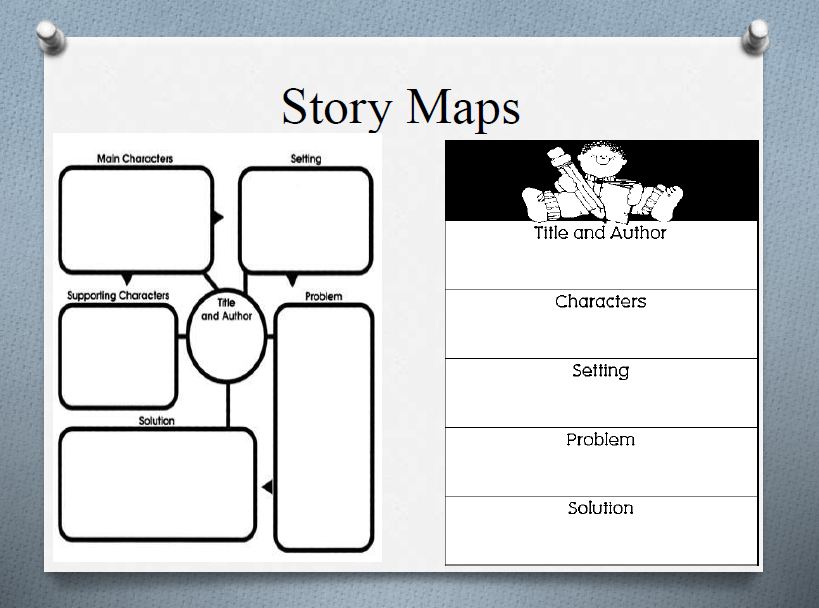 Story Maps
Main Characters
Setting
Supporting Characters
Title
and Author
Problem
Solution
Title and Author
Characters
Setting
Problem
Solution